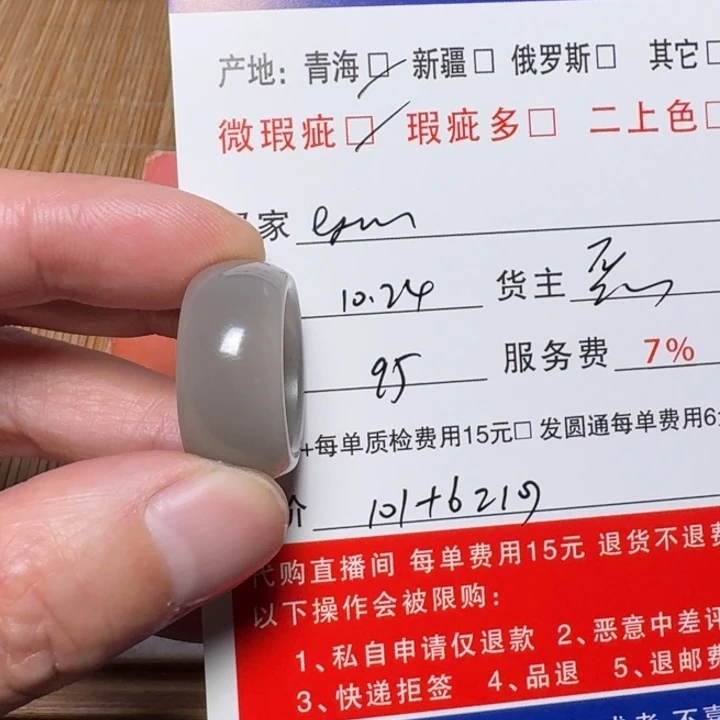 产地: 青海□ 新疆□ 俄罗斯□ 其它□
微瑕疵□ 瑕疵多□ 二上色□
家
10.24 货主
95 服务费 7%
+每单质检费用15元□ 发圆通每单费用6
价 101+6
代购直播间 每单费用15元 退货不退费
以下操作会被限购:
1、私自申请仅退款 2、恶意中差评
3、快递拒签 4、品退 5、退邮费